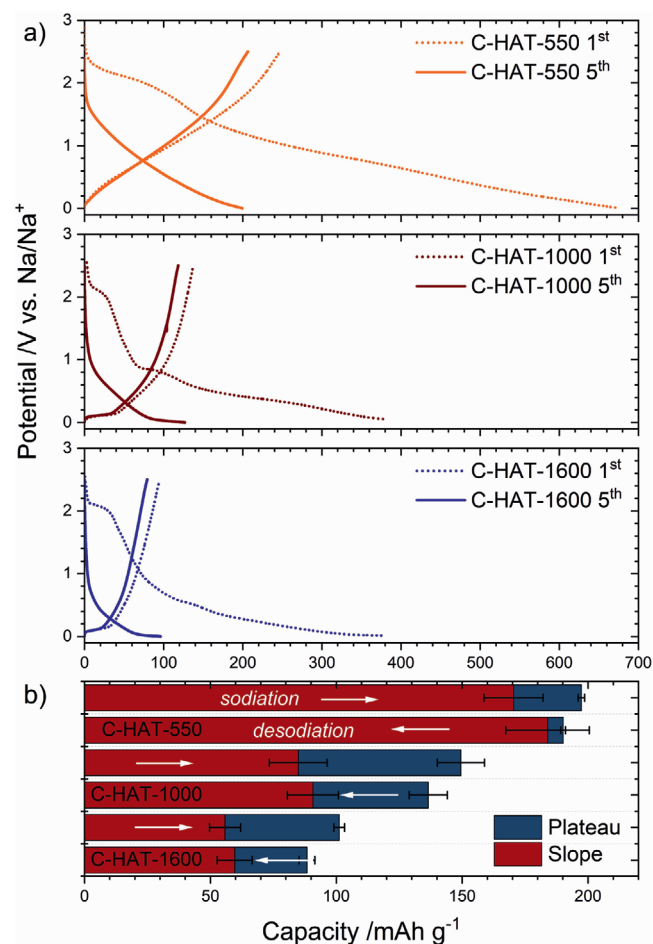 a)
3
2
1
0
C-HAT-550 1st
C-HAT-550 5th
3
2
1
0
C-HAT-1000 1st
C-HAT-1000 5th
3
2
1
0
C-HAT-1600 1st
C-HAT-1600 5th
Potential /V vs. Na/Na+
0 100 200 300 400 500 600 700
b)
sodiation
C-HAT-550 desodiation
C-HAT-1000
C-HAT-1600
Plateau
Slope
0 50 100 150 200
Capacity /mAh g-1